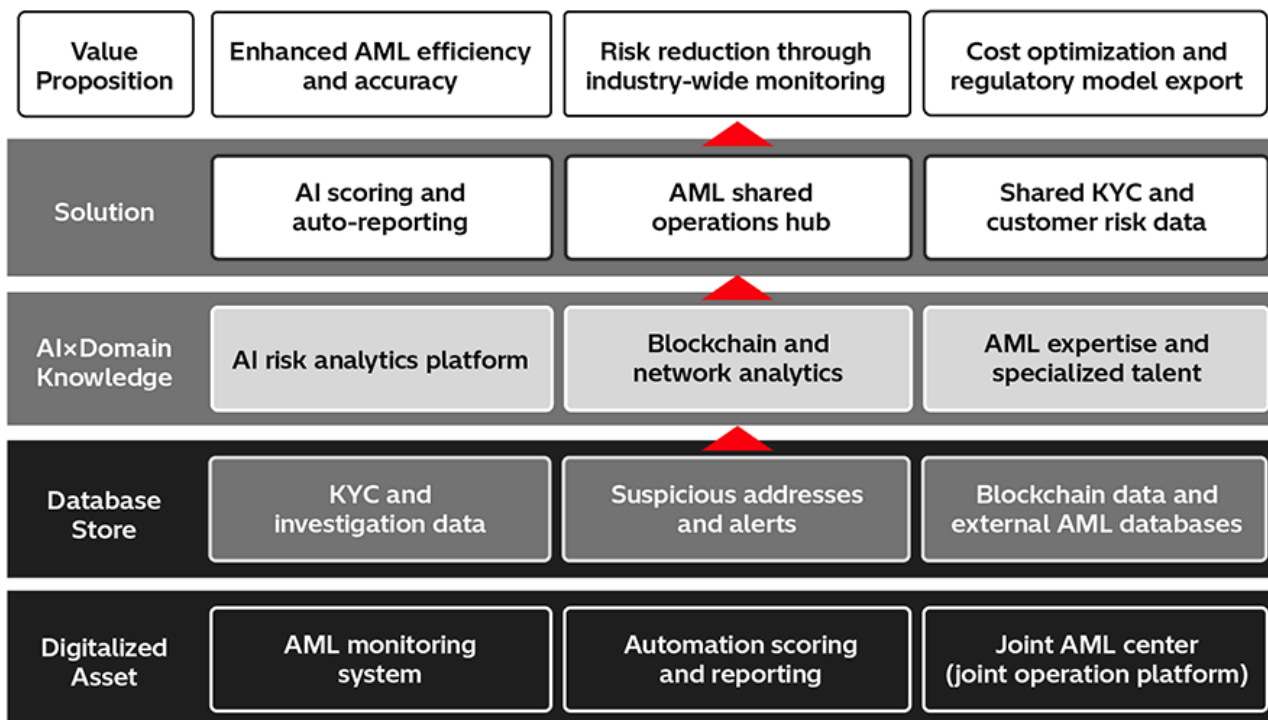 Value
Proposition
Enhanced AML efficiency
and accuracy
Risk reduction through
industry-wide monitoring
Cost optimization and
regulatory model export
Solution
AI scoring and
auto-reporting
AML shared
operations hub
Shared KYC and
customer risk data
AI×Domain
Knowledge
AI risk analytics platform
Blockchain and
network analytics
AML expertise and
specialized talent
Database
Store
KYC and
investigation data
Suspicious addresses
and alerts
Blockchain data and
external AML databases
Digitalized
Asset
AML monitoring
system
Automation scoring
and reporting
Joint AML center
(joint operation platform)